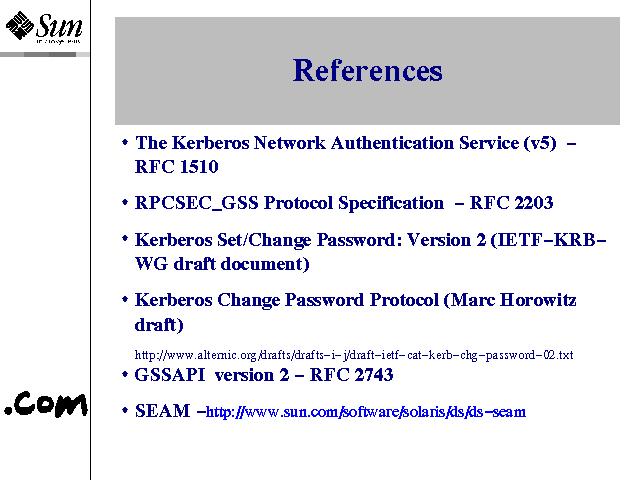 Sun
microsystems
References
• The Kerberos Network Authentication Service (v5) –
RFC 1510
• RPCSEC_GSS Protocol Specification – RFC 2203
• Kerberos Set/Change Password: Version 2 (IETF–KRB–
WG draft document)
• Kerberos Change Password Protocol (Marc Horowitz
draft)
http://www.alternic.org/drafts/drafts–i–j/draft–ietf–cat–kerb–chg–password–02.txt
• GSSAPI version 2 – RFC 2743
.com
• SEAM –http://www.sun.com/software/solaris/ds/ds–seam